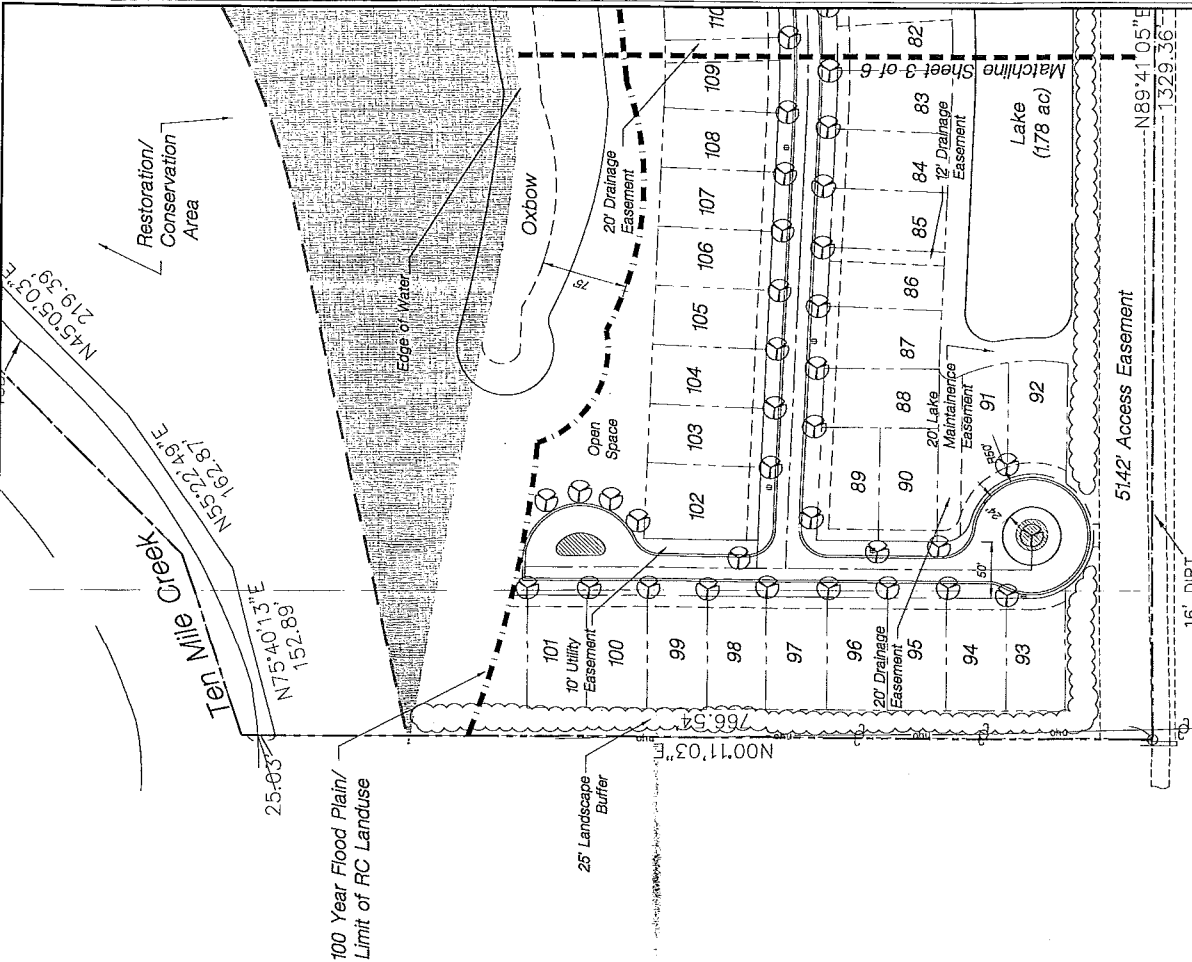 Restoration/
Conservation
Area
N45°05'03"E
219.39'
N55°22'49"E
162.87'
Ten Mile Creek
N75°40'13"E
152.89'
25.03'
100 Year Flood Plain/
Limit of RC Landuse
Edge of Water
Oxbow
75'
20' Drainage
Easement
Open
Space
110
109
108
107
106
105
104
103
102
82
Matchline Sheet 3 of 6
83
84
85
86
87
88
89
90
91
92
12' Drainage
Easement
Lake
(1.78 ac)
20' Lake
Maintainence
Easement
R50'
24'
50'
101
10' Utility
Easement
100
99
98
97
96
20' Drainage
Easement
95
94
93
25' Landscape
Buffer
766.54'
N00°11'03"E
51.42' Access Easement
N89°41'05"E
1329.36'
16' DIRT